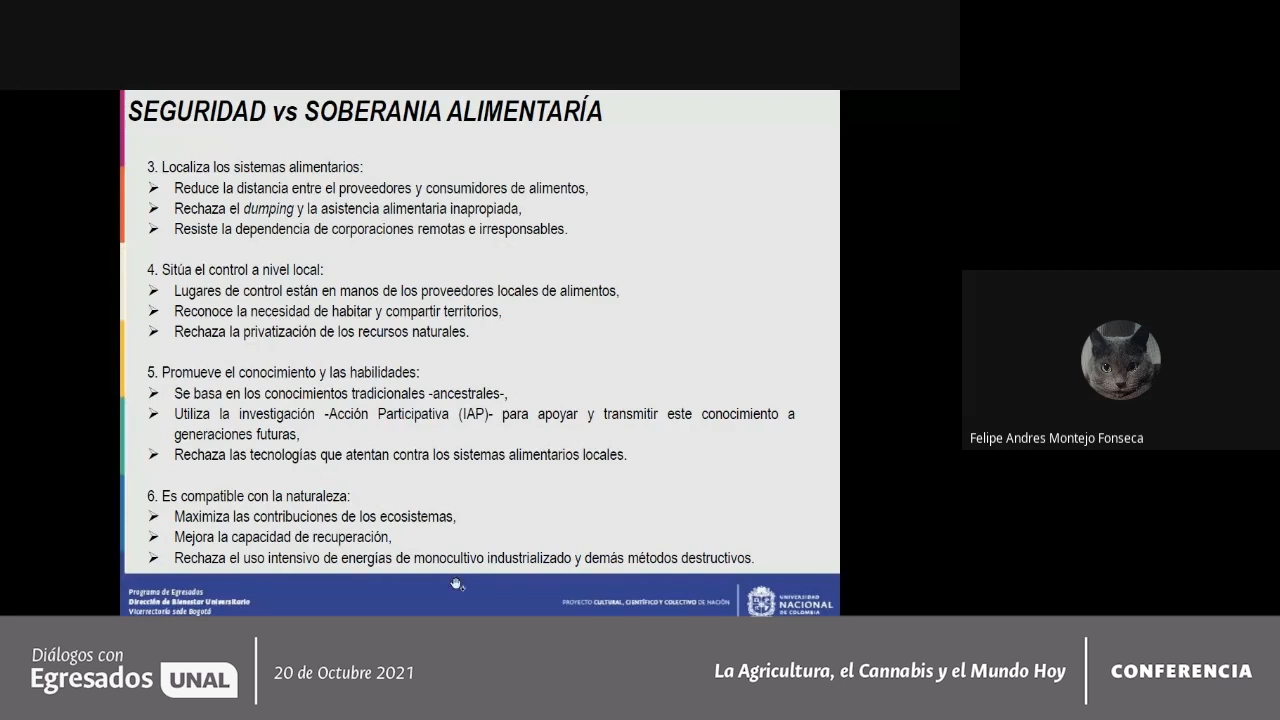 SEGURIDAD vs SOBERANIA ALIMENTARÍA
3. Localiza los sistemas alimentarios:
➢ Reduce la distancia entre el proveedores y consumidores de alimentos,
➢ Rechaza el dumping y la asistencia alimentaria inapropiada,
➢ Resiste la dependencia de corporaciones remotas e irresponsables.
4. Sitúa el control a nivel local:
➢ Lugares de control están en manos de los proveedores locales de alimentos,
➢ Reconoce la necesidad de habitar y compartir territorios,
➢ Rechaza la privatización de los recursos naturales.
5. Promueve el conocimiento y las habilidades:
➢ Se basa en los conocimientos tradicionales -ancestrales-,
➢ Utiliza la investigación -Acción Participativa (IAP)- para apoyar y transmitir este conocimiento a
generaciones futuras,
➢ Rechaza las tecnologías que atentan contra los sistemas alimentarios locales.
6. Es compatible con la naturaleza:
➢ Maximiza las contribuciones de los ecosistemas,
➢ Mejora la capacidad de recuperación,
➢ Rechaza el uso intensivo de energías de monocultivo industrializado y demás métodos destructivos.
Programa de Egresados
Dirección de Bienestar Universitario
Vicerrectoría sede Bogotá
PROYECTO CULTURAL, CIENTÍFICO Y COLECTIVO DE NACIÓN
UNIVERSIDAD
NACIONAL
DE COLOMBIA
Felipe Andres Montejo Fonseca
Diálogos con
Egresados UNAL
20 de Octubre 2021
La Agricultura, el Cannabis y el Mundo Hoy
CONFERENCIA